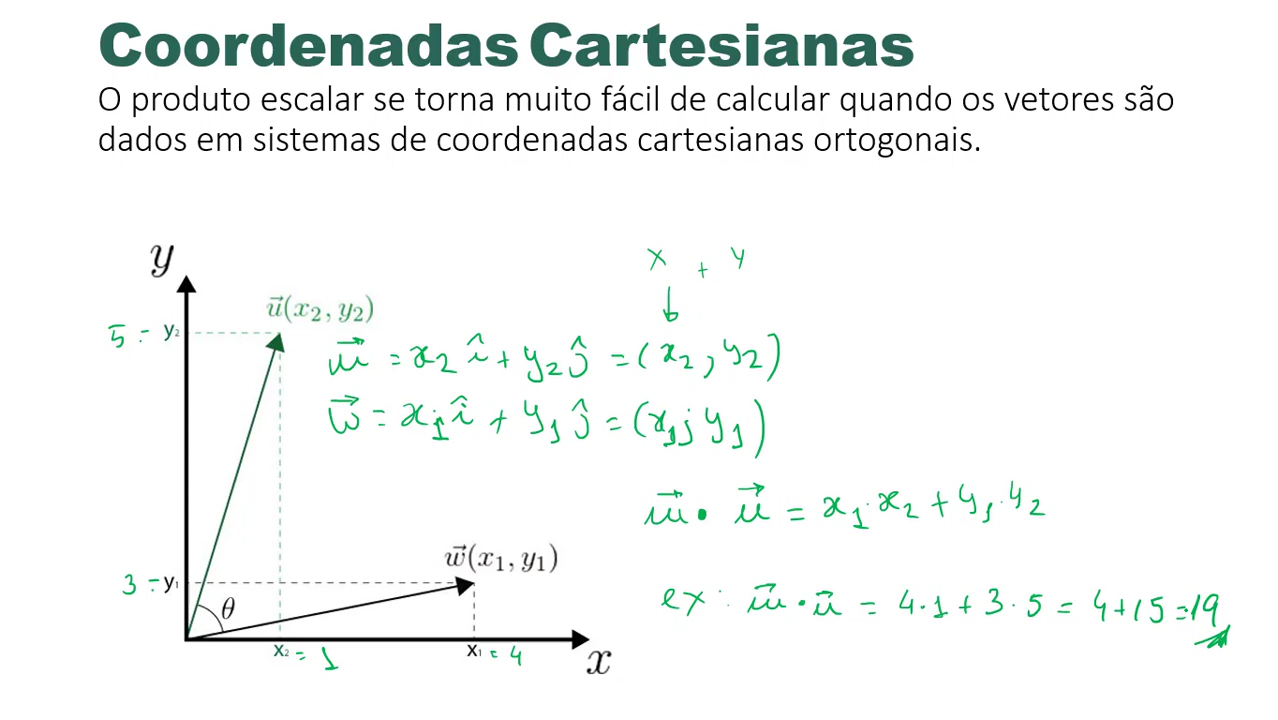 Coordenadas Cartesianas
O produto escalar se torna muito fácil de calcular quando os vetores são
dados em sistemas de coordenadas cartesianas ortogonais.
y
x + y
u⃗(x₂, y₂)
5 = y₂
u⃗ = x₂ î + y₂ ĵ = (x₂, y₂)
w⃗ = x₁ î + y₁ ĵ = (x₁; y₁)
w⃗ • u⃗ = x₁·x₂ + y₁·y₂
w⃗(x₁, y₁)
3 = y₁
θ
ex: w⃗ • u⃗ = 4·1 + 3·5 = 4+15 = 19
x₂ = 1
x₁ = 4
x